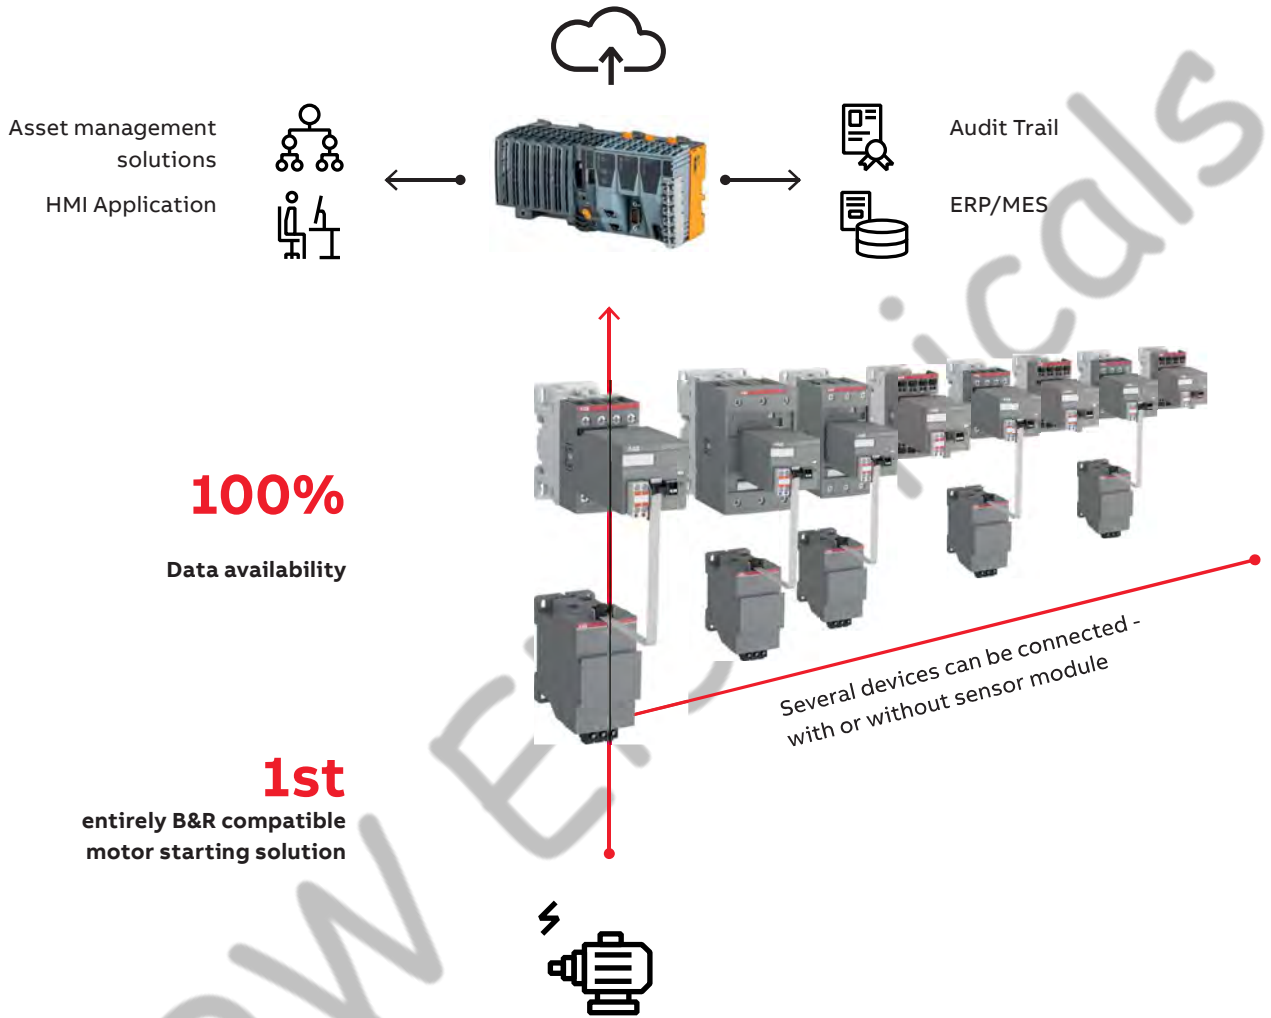 Asset management
solutions
HMI Application
Audit Trail
ERP/MES
100%
Data availability
Several devices can be connected -
with or without sensor module
1st
entirely B&R compatible
motor starting solution